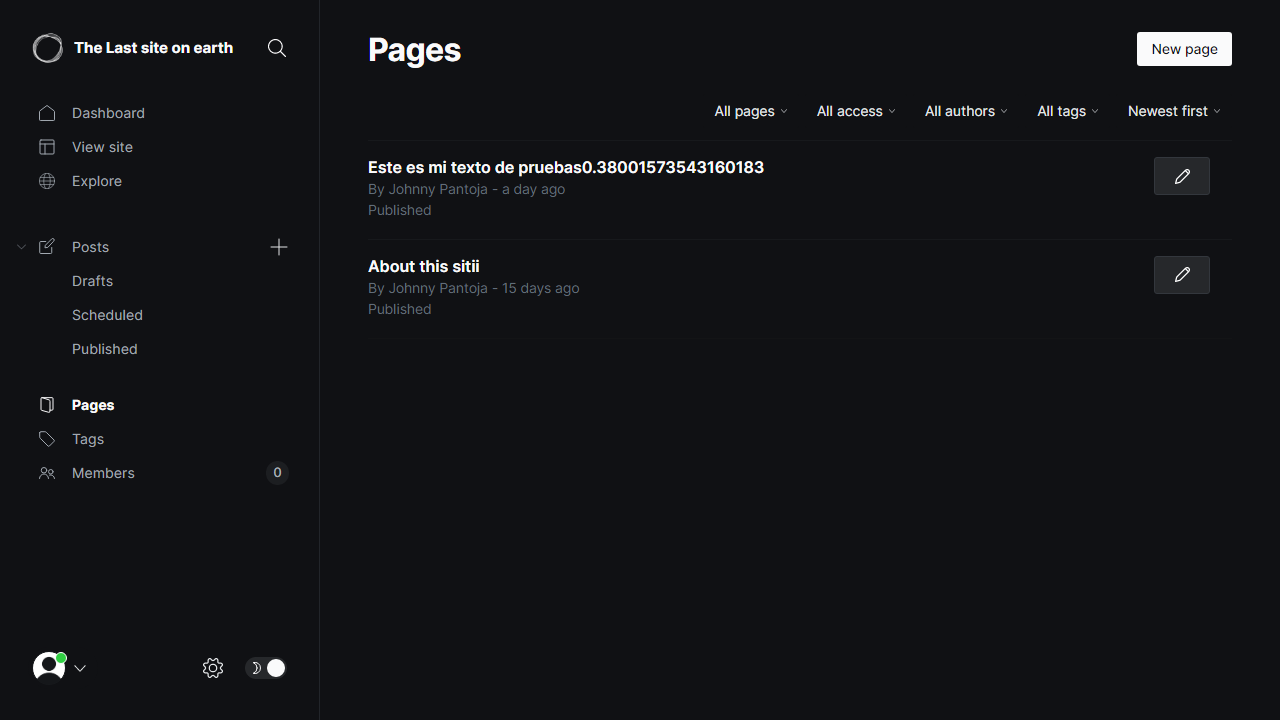 The Last site on earth
Dashboard
View site
Explore
Posts
Drafts
Scheduled
Published
Pages
Tags
Members 0
Pages
New page
All pages All access All authors All tags Newest first
Este es mi texto de pruebas0.38001573543160183
By Johnny Pantoja - a day ago
Published
About this sitii
By Johnny Pantoja - 15 days ago
Published